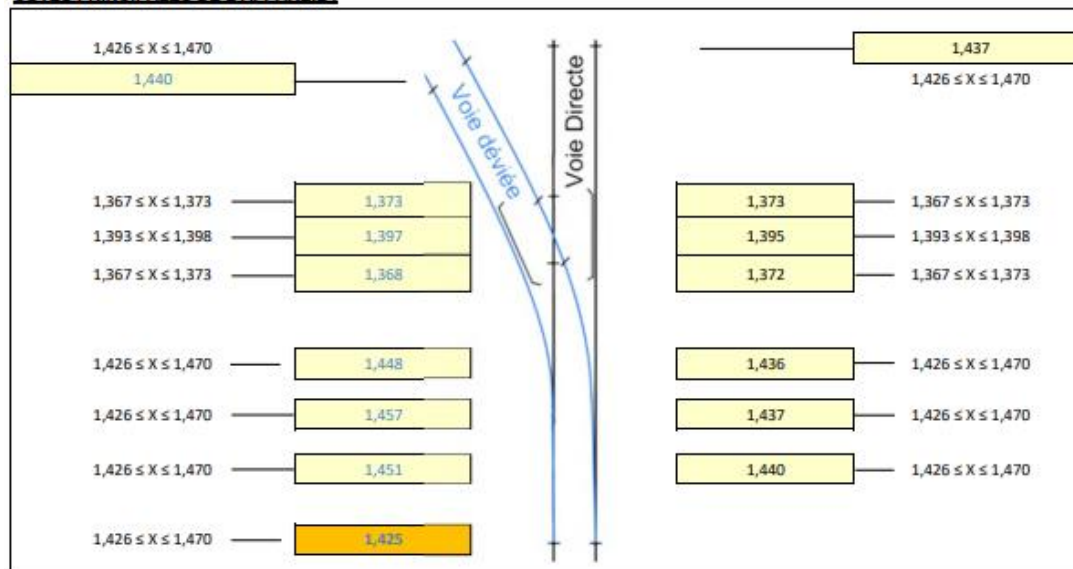 1,426 ≤ X ≤ 1,470
1,437
1,440
1,426 ≤ X ≤ 1,470
Voie déviée
Voie Directe
1,367 ≤ X ≤ 1,373 1,373 1,373 1,367 ≤ X ≤ 1,373
1,393 ≤ X ≤ 1,398 1,397 1,395 1,393 ≤ X ≤ 1,398
1,367 ≤ X ≤ 1,373 1,368 1,372 1,367 ≤ X ≤ 1,373
1,426 ≤ X ≤ 1,470 1,448 1,436 1,426 ≤ X ≤ 1,470
1,426 ≤ X ≤ 1,470 1,457 1,437 1,426 ≤ X ≤ 1,470
1,426 ≤ X ≤ 1,470 1,451 1,440 1,426 ≤ X ≤ 1,470
1,426 ≤ X ≤ 1,470 1,425